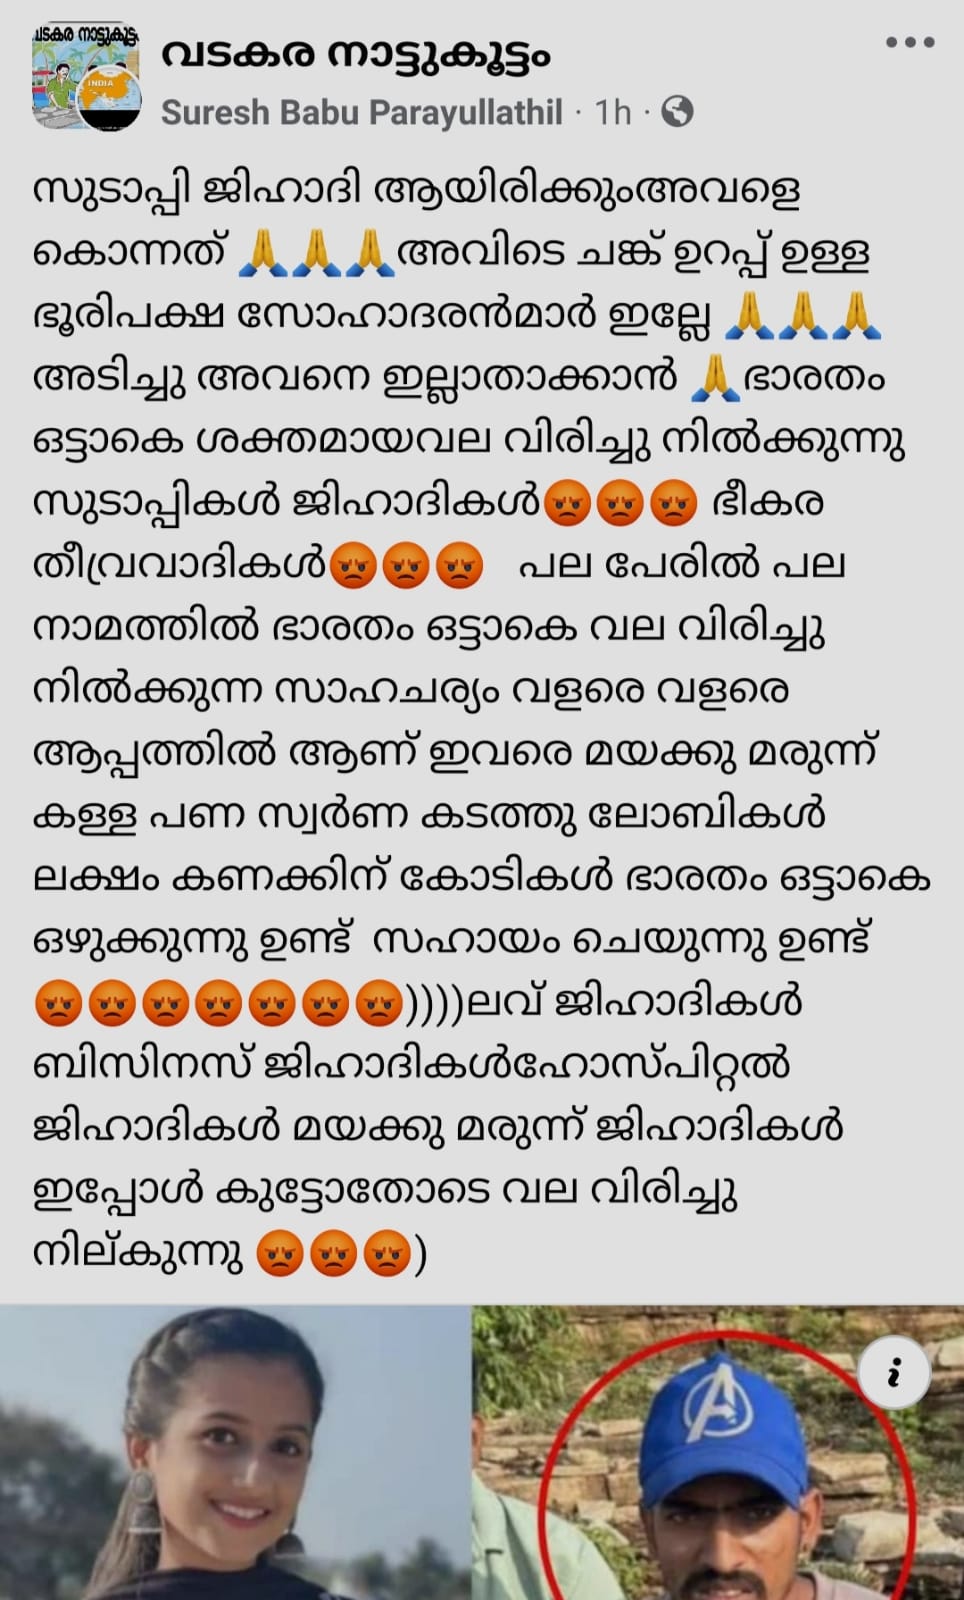 വടകര നാട്ടുകൂട്ടം
INDIA
വടകര നാട്ടുകൂട്ടം
Suresh Babu Parayullathil · 1h ·
സുടാപ്പി ജിഹാദി ആയിരിക്കുംഅവളെ
കൊന്നത് 🙏🙏🙏അവിടെ ചങ്ക് ഉറപ്പ് ഉള്ള
ഭൂരിപക്ഷ സോഹാദരൻമാർ ഇല്ലേ 🙏🙏🙏
അടിച്ചു അവനെ ഇല്ലാതാക്കാൻ 🙏ഭാരതം
ഒട്ടാകെ ശക്തമായവല വിരിച്ചു നിൽക്കുന്നു
സുടാപ്പികൾ ജിഹാദികൾ😡😡😡 ഭീകര
തീവ്രവാദികൾ😡😡😡 പല പേരിൽ പല
നാമത്തിൽ ഭാരതം ഒട്ടാകെ വല വിരിച്ചു
നിൽക്കുന്ന സാഹചര്യം വളരെ വളരെ
ആപ്പത്തിൽ ആണ് ഇവരെ മയക്കു മരുന്ന്
കള്ള പണ സ്വർണ കടത്തു ലോബികൾ
ലക്ഷം കണക്കിന് കോടികൾ ഭാരതം ഒട്ടാകെ
ഒഴുക്കുന്നു ഉണ്ട് സഹായം ചെയുന്നു ഉണ്ട്
😡😡😡😡😡😡😡))))ലവ് ജിഹാദികൾ
ബിസിനസ് ജിഹാദികൾഹോസ്പിറ്റൽ
ജിഹാദികൾ മയക്കു മരുന്ന് ജിഹാദികൾ
ഇപ്പോൾ കുട്ടോതോടെ വല വിരിച്ചു
നില്കുന്നു 😡😡😡)